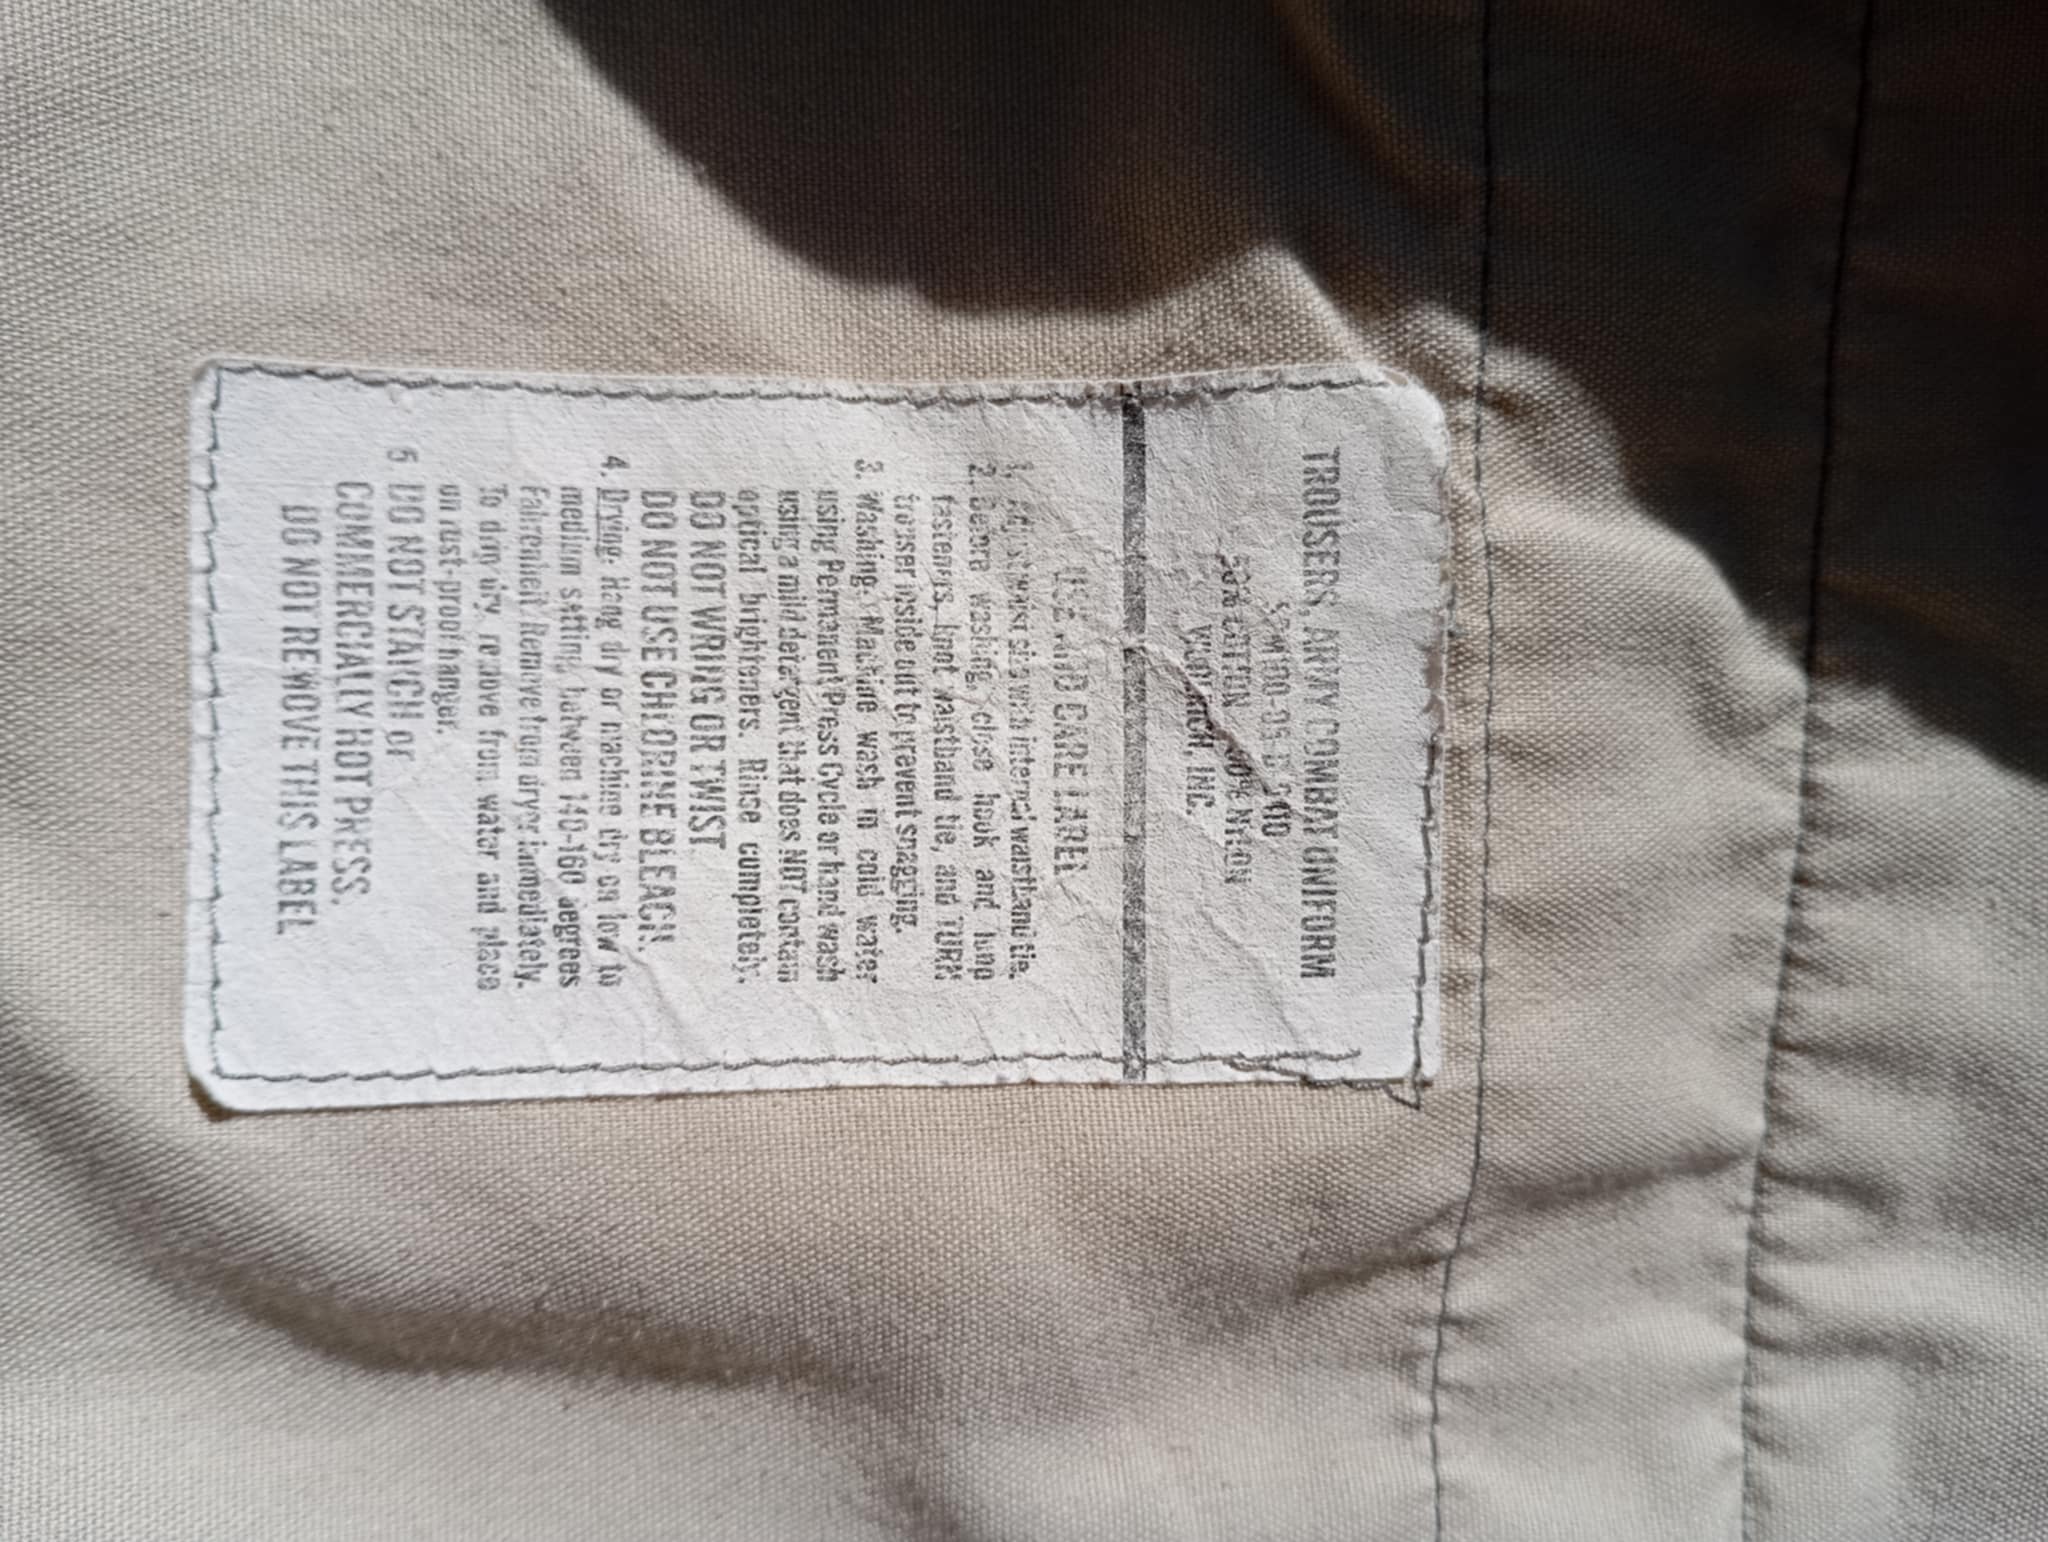 TROUSERS, ARMY COMBAT UNIFORM
50% COTTON 50% NYLON
INC.
USE AND CARE LABEL
1. Adjust waist size with internal waistband tie.
2. Before washing, close hook and loop
fasteners, knot waistband tie, and TURN
trouser inside out to prevent snagging.
3. Washing: Machine wash in cold water
using Permanent Press Cycle or hand wash
using a mild detergent that does NOT contain
optical brighteners. Rinse completely.
DO NOT WRING OR TWIST
DO NOT USE CHLORINE BLEACH.
4. Drying: Hang dry or machine dry on low to
medium setting, between 140-160 degrees
Fahrenheit. Remove from dryer immediately.
To drip dry, remove from water and place
on rust-proof hanger.
5 DO NOT STARCH or
COMMERCIALLY HOT PRESS.
DO NOT REMOVE THIS LABEL